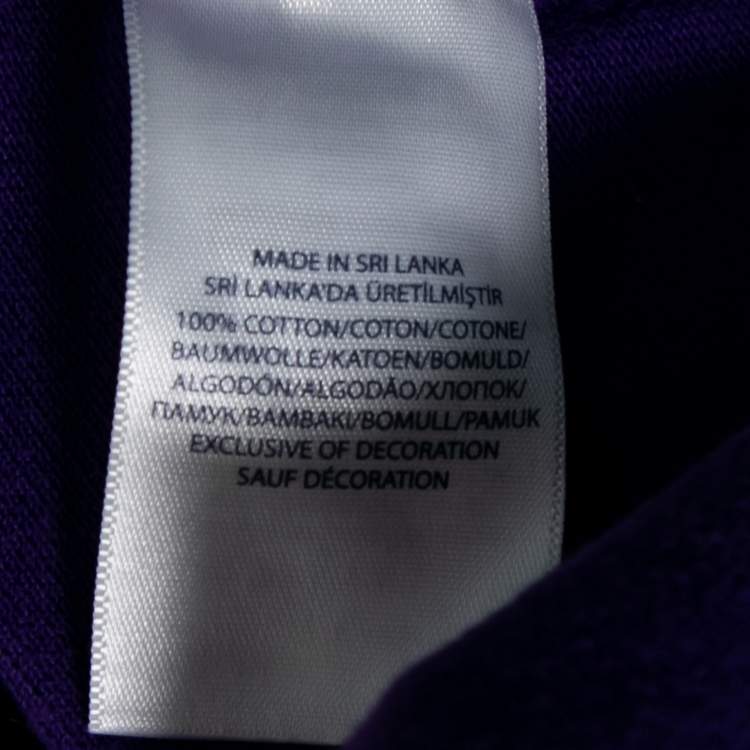 MADE IN SRI LANKA
SRİ LANKA'DA ÜRETİLMİŞTİR
100% COTTON/COTON/COTONE/
BAUMWOLLE/KATOEN/BOMULD/
ALGODÓN/ALGODÃO/ХЛОПОК/
ПАМУК/BAMBAKI/BOMULL/PAMUK
EXCLUSIVE OF DECORATION
SAUF DÉCORATION